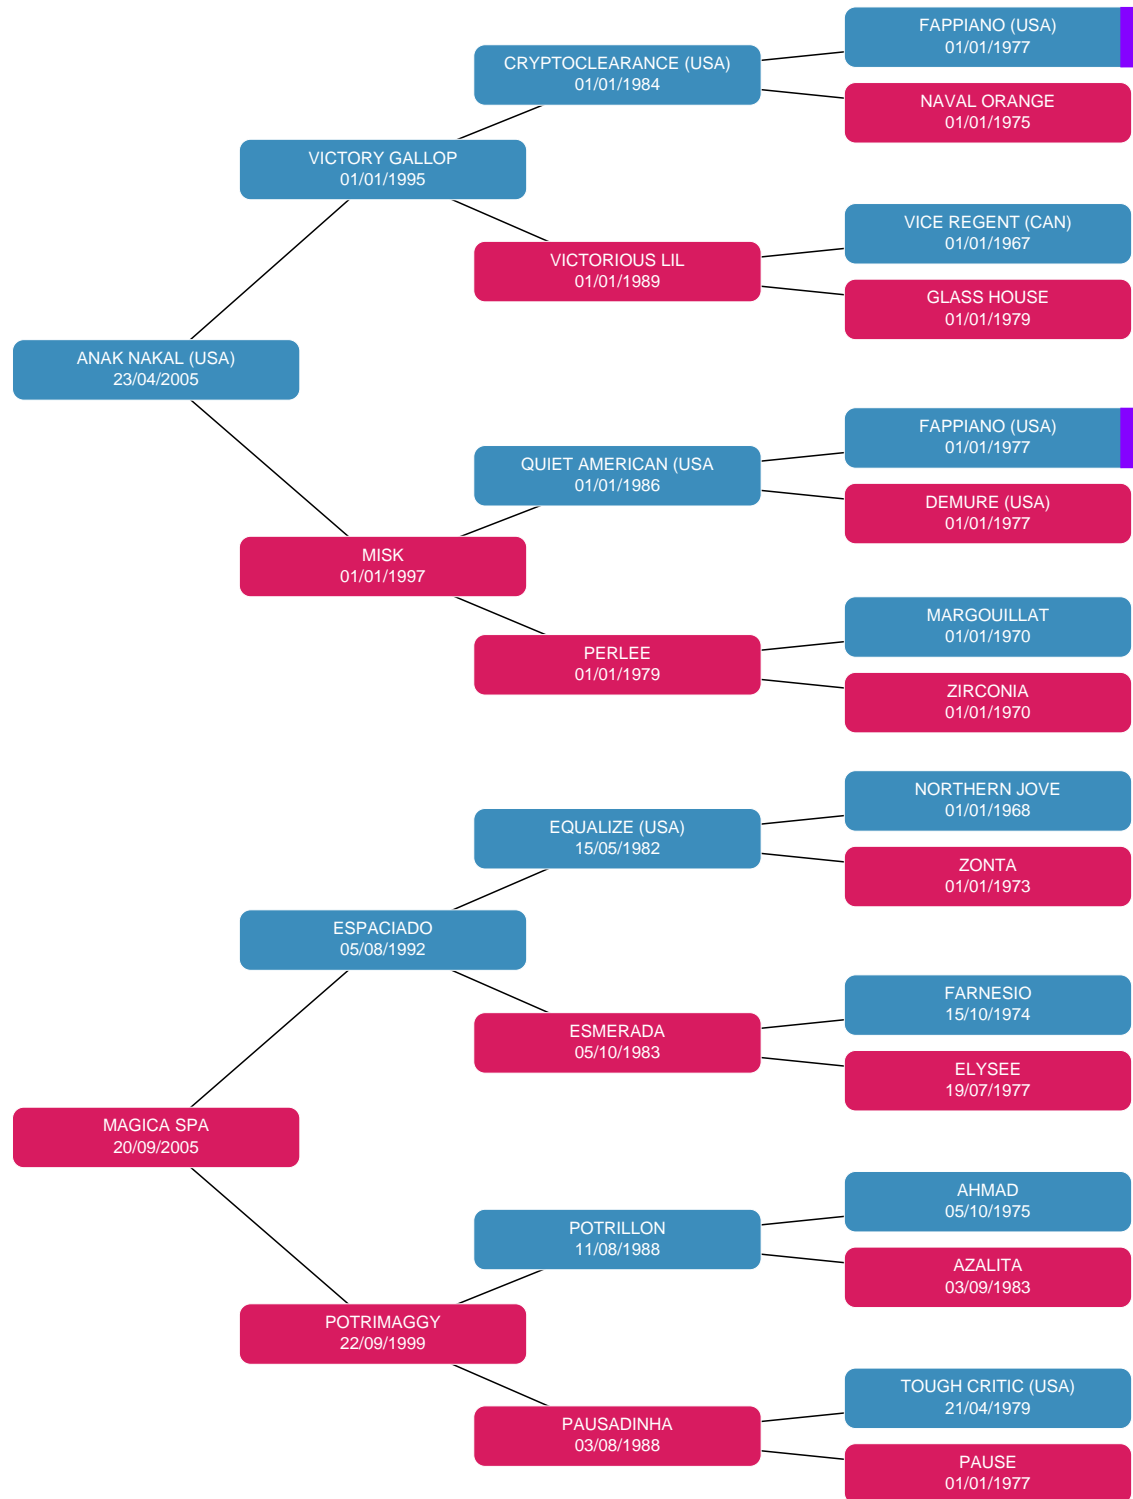 FAPPIANO (USA)
01/01/1977
CRYPTOCLEARANCE (USA)
01/01/1984
NAVAL ORANGE
01/01/1975
VICTORY GALLOP
01/01/1995
VICE REGENT (CAN)
01/01/1967
VICTORIOUS LIL
01/01/1989
GLASS HOUSE
01/01/1979
ANAK NAKAL (USA)
23/04/2005
FAPPIANO (USA)
01/01/1977
QUIET AMERICAN (USA
01/01/1986
DEMURE (USA)
01/01/1977
MISK
01/01/1997
MARGOUILLAT
01/01/1970
PERLEE
01/01/1979
ZIRCONIA
01/01/1970
NORTHERN JOVE
01/01/1968
EQUALIZE (USA)
15/05/1982
ZONTA
01/01/1973
ESPACIADO
05/08/1992
FARNESIO
15/10/1974
ESMERADA
05/10/1983
ELYSEE
19/07/1977
MAGICA SPA
20/09/2005
AHMAD
05/10/1975
POTRILLON
11/08/1988
AZALITA
03/09/1983
POTRIMAGGY
22/09/1999
TOUGH CRITIC (USA)
21/04/1979
PAUSADINHA
03/08/1988
PAUSE
01/01/1977